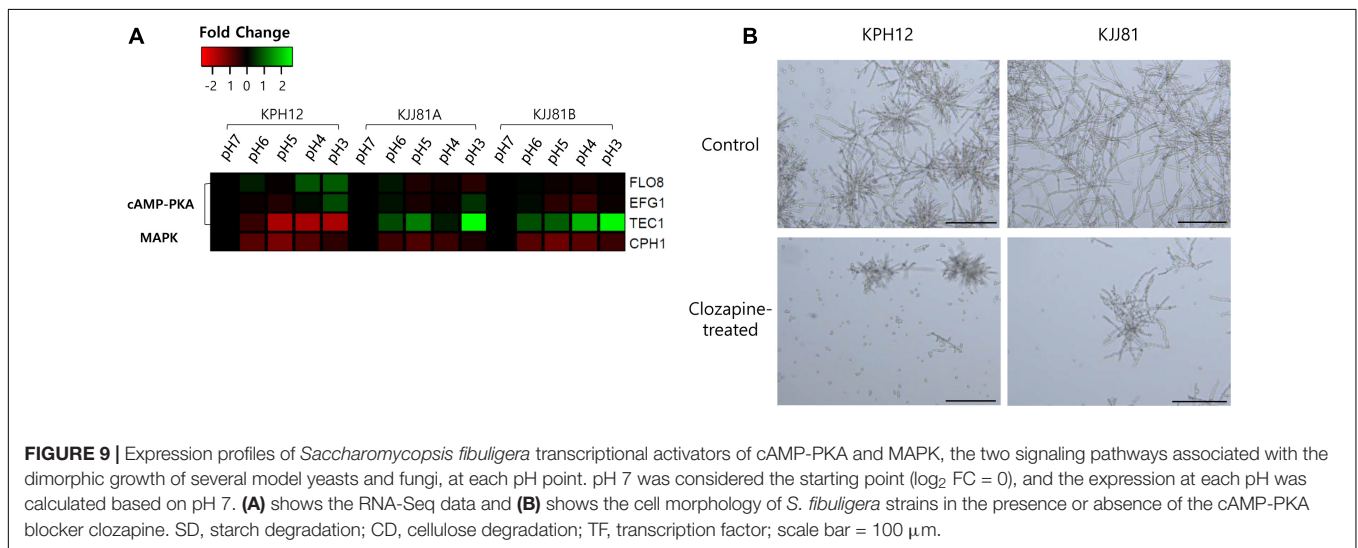 A
Fold Change
-2 -1 0 1 2
KPH12 KJJ81A KJJ81B
pH7 pH6 pH5 pH4 pH3 pH7 pH6 pH5 pH4 pH3 pH7 pH6 pH5 pH4 pH3
cAMP-PKA
MAPK
FLO8
EFG1
TEC1
CPH1
B
KPH12 KJJ81
Control
Clozapine-
treated
FIGURE 9 | Expression profiles of Saccharomycopsis fibuligera transcriptional activators of cAMP-PKA and MAPK, the two signaling pathways associated with the
dimorphic growth of several model yeasts and fungi, at each pH point. pH 7 was considered the starting point (log₂ FC = 0), and the expression at each pH was
calculated based on pH 7. (A) shows the RNA-Seq data and (B) shows the cell morphology of S. fibuligera strains in the presence or absence of the cAMP-PKA
blocker clozapine. SD, starch degradation; CD, cellulose degradation; TF, transcription factor; scale bar = 100 μm.